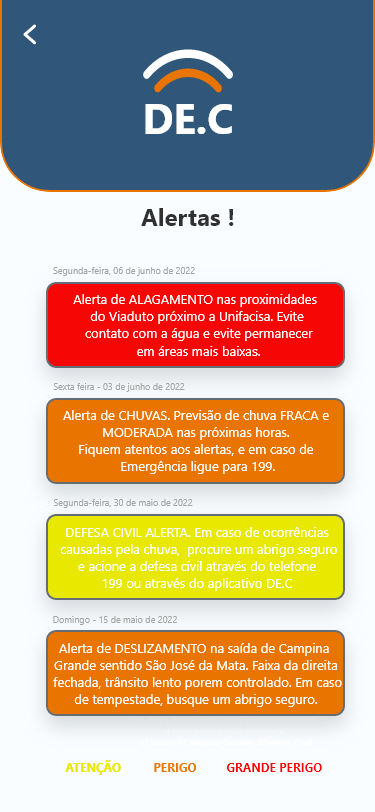 DE.C
Alertas !
Segunda-feira, 06 de junho de 2022
Alerta de ALAGAMENTO nas proximidades
do Viaduto próximo a Unifacisa. Evite
contato com a água e evite permanecer
em áreas mais baixas.
Sexta feira - 03 de junho de 2022
Alerta de CHUVAS. Previsão de chuva FRACA e
MODERADA nas próximas horas.
Fiquem atentos aos alertas, e em caso de
Emergência ligue para 199.
Segunda-feira, 30 de maio de 2022
DEFESA CIVIL ALERTA. Em caso de ocorrências
causadas pela chuva, procure um abrigo seguro
e acione a defesa civil através do telefone
199 ou através do aplicativo DE.C
Domingo - 15 de maio de 2022
Alerta de DESLIZAMENTO na saída de Campina
Grande sentido São José da Mata. Faixa da direita
fechada, trânsito lento porem controlado. Em caso
de tempestade, busque um abrigo seguro.
ATENÇÃO PERIGO GRANDE PERIGO